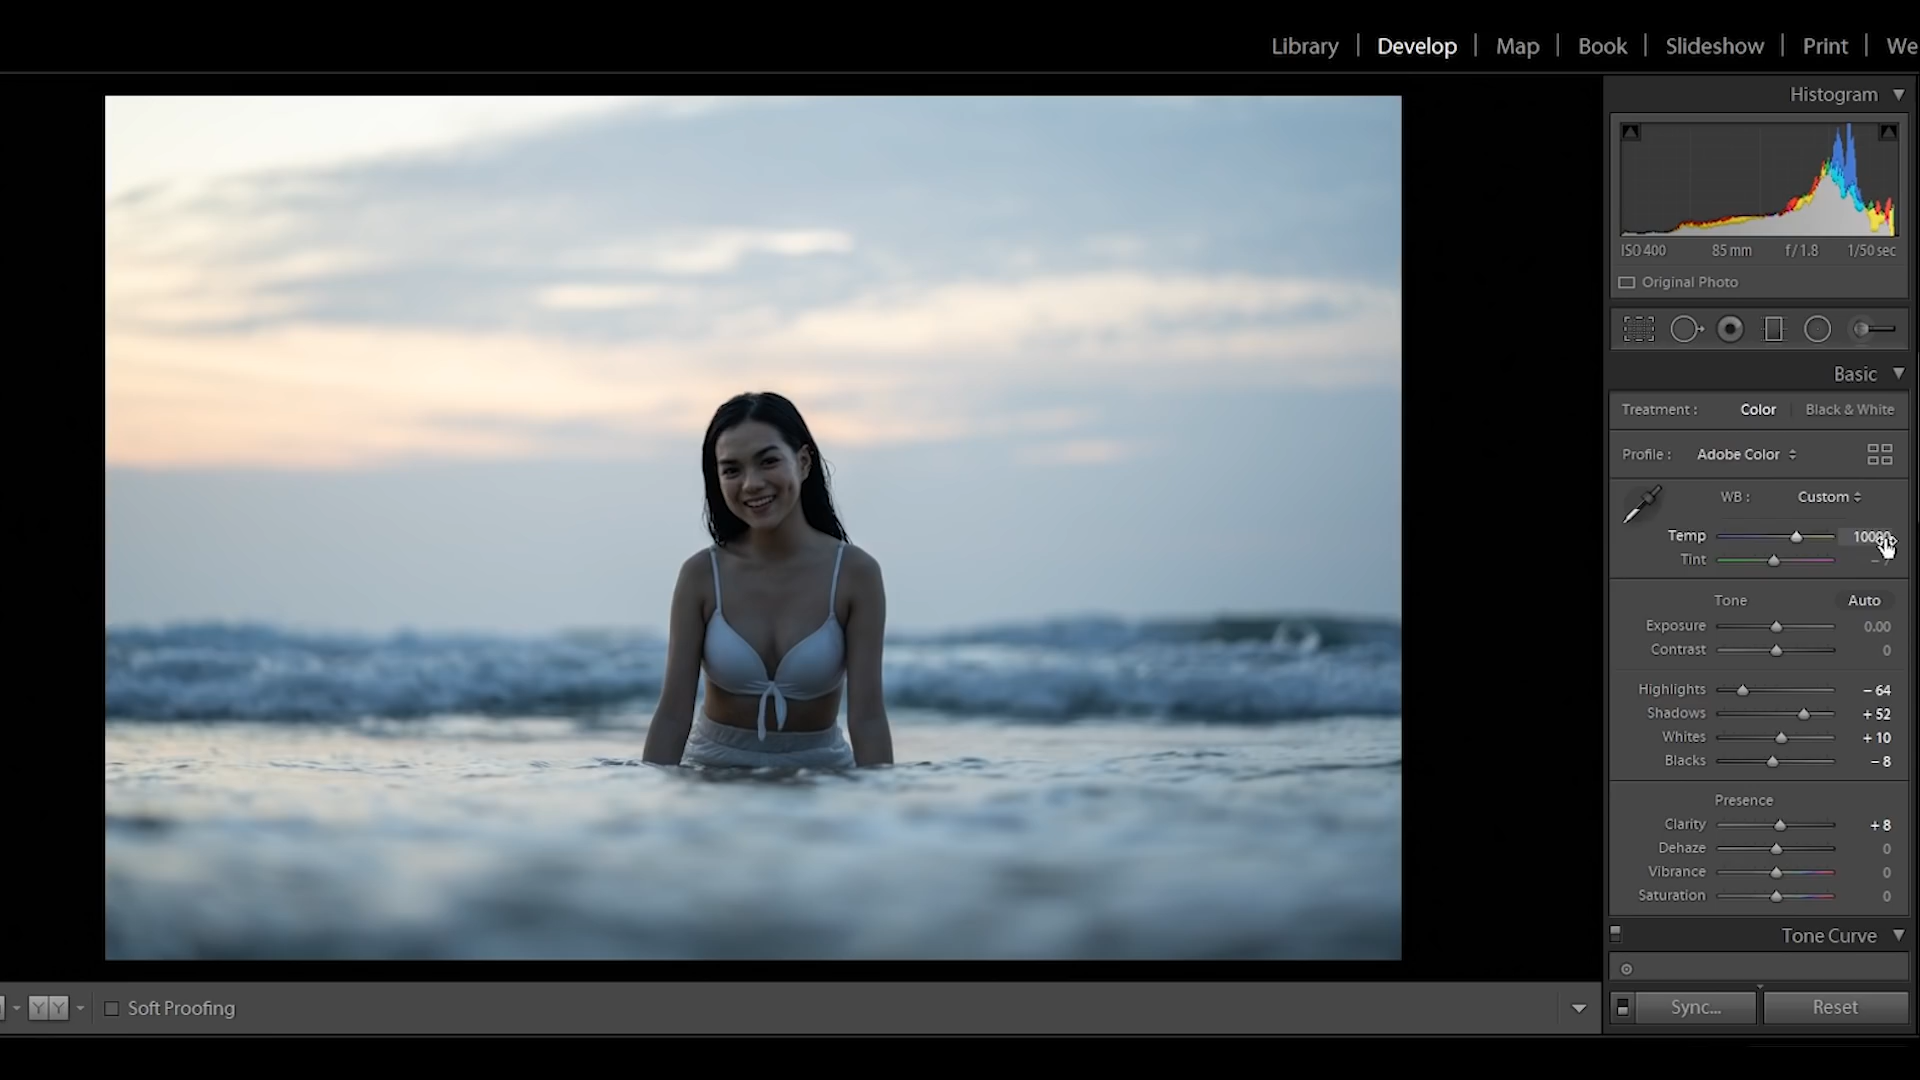 Library | Develop | Map | Book | Slideshow | Print | We
Histogram
ISO 400 85 mm f/1.8 1/50 sec
Original Photo
Basic
Treatment : Color Black & White
Profile : Adobe Color
WB : Custom
Temp
Tint
Tone Auto
Exposure 0.00
Contrast 0
Highlights − 64
Shadows + 52
Whites + 10
Blacks − 8
Presence
Clarity + 8
Dehaze 0
Vibrance 0
Saturation 0
Tone Curve
YY Soft Proofing Sync... Reset